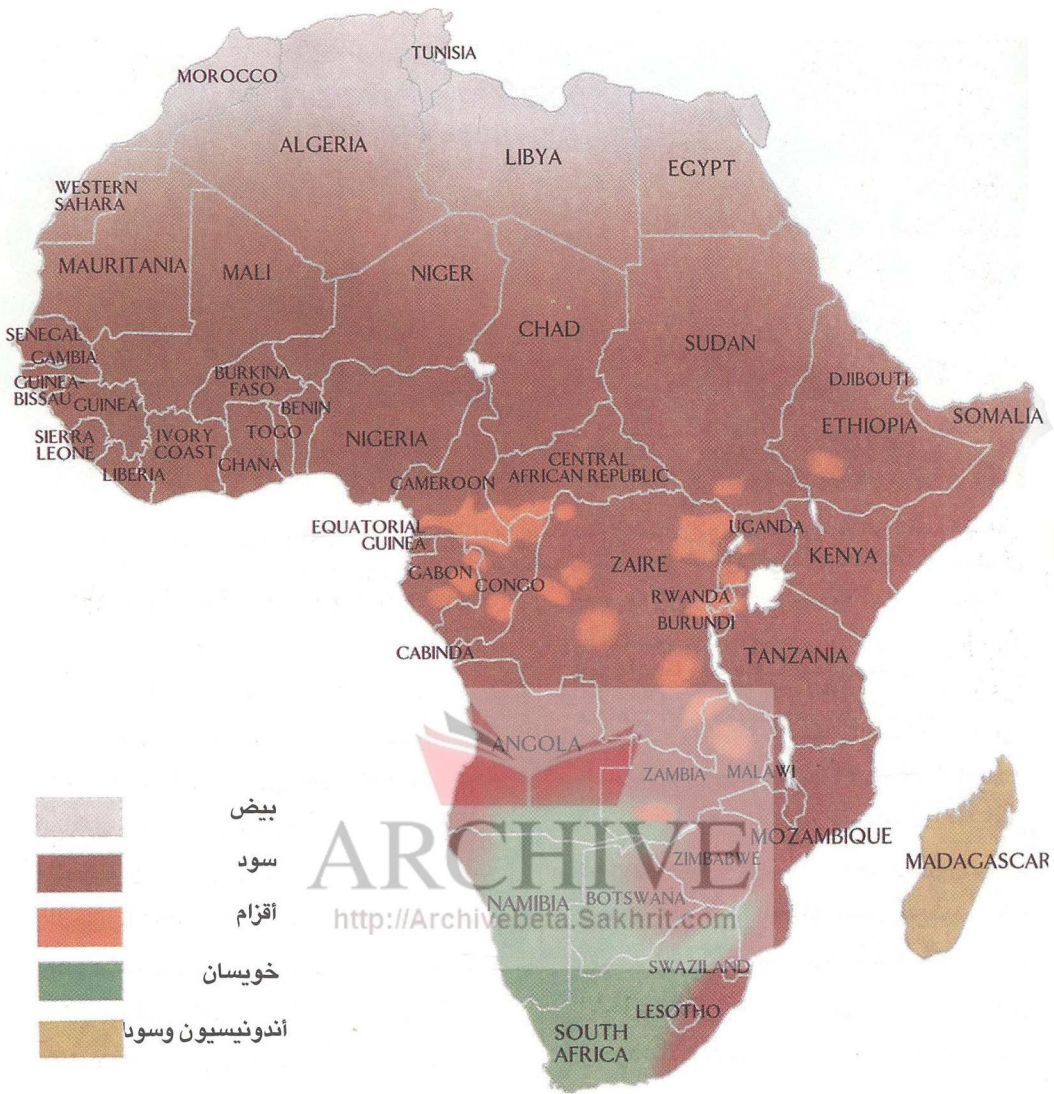 TUNISIA
MOROCCO
ALGERIA
LIBYA
EGYPT
WESTERN
SAHARA
MAURITANIA
MALI
NIGER
CHAD
SUDAN
SENEGAL
GAMBIA
GUINEA-
BISSAU
GUINEA
SIERRA
LEONE
LIBERIA
IVORY
COAST
BURKINA
FASO
BENIN
TOGO
GHANA
NIGERIA
CAMEROON
CENTRAL
AFRICAN REPUBLIC
DJIBOUTI
ETHIOPIA
SOMALIA
EQUATORIAL
GUINEA
GABON
CONGO
ZAIRE
UGANDA
KENYA
RWANDA
BURUNDI
CABINDA
TANZANIA
ANGOLA
ZAMBIA
MALAWI
MOZAMBIQUE
ZIMBABWE
MADAGASCAR
NAMIBIA
BOTSWANA
SWAZILAND
LESOTHO
SOUTH
AFRICA
ARCHIVE
http://Archivebeta.Sakhrit.com
بيض
سود
أقزام
خويسان
أندونيسيون وسود